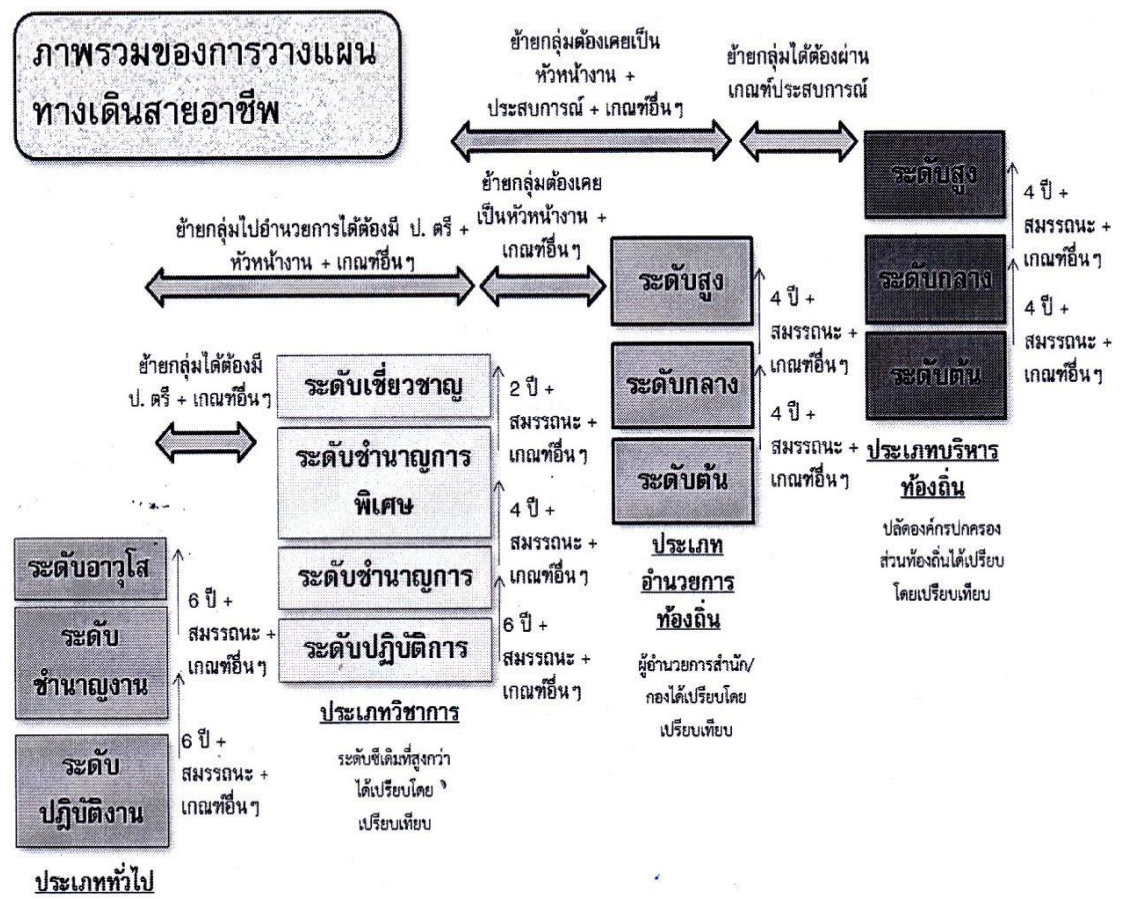 ภาพรวมของการวางแผน
ทางเดินสายอาชีพ
ย้ายกลุ่มต้องเคยเป็น
หัวหน้างาน +
ประสบการณ์ + เกณฑ์อื่นๆ
ย้ายกลุ่มได้ต้องผ่าน
เกณฑ์ประสบการณ์
ย้ายกลุ่มไปอำนวยการได้ต้องมี ป. ตรี +
หัวหน้างาน + เกณฑ์อื่นๆ
ย้ายกลุ่มต้องเคย
เป็นหัวหน้างาน +
เกณฑ์อื่นๆ
ย้ายกลุ่มได้ต้องมี
ป. ตรี + เกณฑ์อื่นๆ
ระดับอาวุโส
ระดับ
ชำนาญงาน
ระดับ
ปฏิบัติงาน
6 ปี +
สมรรถนะ +
เกณฑ์อื่นๆ
6 ปี +
สมรรถนะ +
เกณฑ์อื่นๆ
ประเภททั่วไป
ระดับเชี่ยวชาญ
ระดับชำนาญการ
พิเศษ
ระดับชำนาญการ
ระดับปฏิบัติการ
2 ปี +
สมรรถนะ +
เกณฑ์อื่นๆ
4 ปี +
สมรรถนะ +
เกณฑ์อื่นๆ
6 ปี +
สมรรถนะ +
เกณฑ์อื่นๆ
ประเภทวิชาการ
ระดับซีเดิมที่สูงกว่า
ได้เปรียบโดย
เปรียบเทียบ
ระดับสูง
ระดับกลาง
ระดับต้น
4 ปี +
สมรรถนะ +
เกณฑ์อื่นๆ
4 ปี +
สมรรถนะ +
เกณฑ์อื่นๆ
ประเภท
อำนวยการ
ท้องถิ่น
ผู้อำนวยการสำนัก/
กองได้เปรียบโดย
เปรียบเทียบ
ระดับสูง
ระดับกลาง
ระดับต้น
4 ปี +
สมรรถนะ +
เกณฑ์อื่นๆ
4 ปี +
สมรรถนะ +
เกณฑ์อื่นๆ
ประเภทบริหาร
ท้องถิ่น
ปลัดองค์กรปกครอง
ส่วนท้องถิ่นได้เปรียบ
โดยเปรียบเทียบ